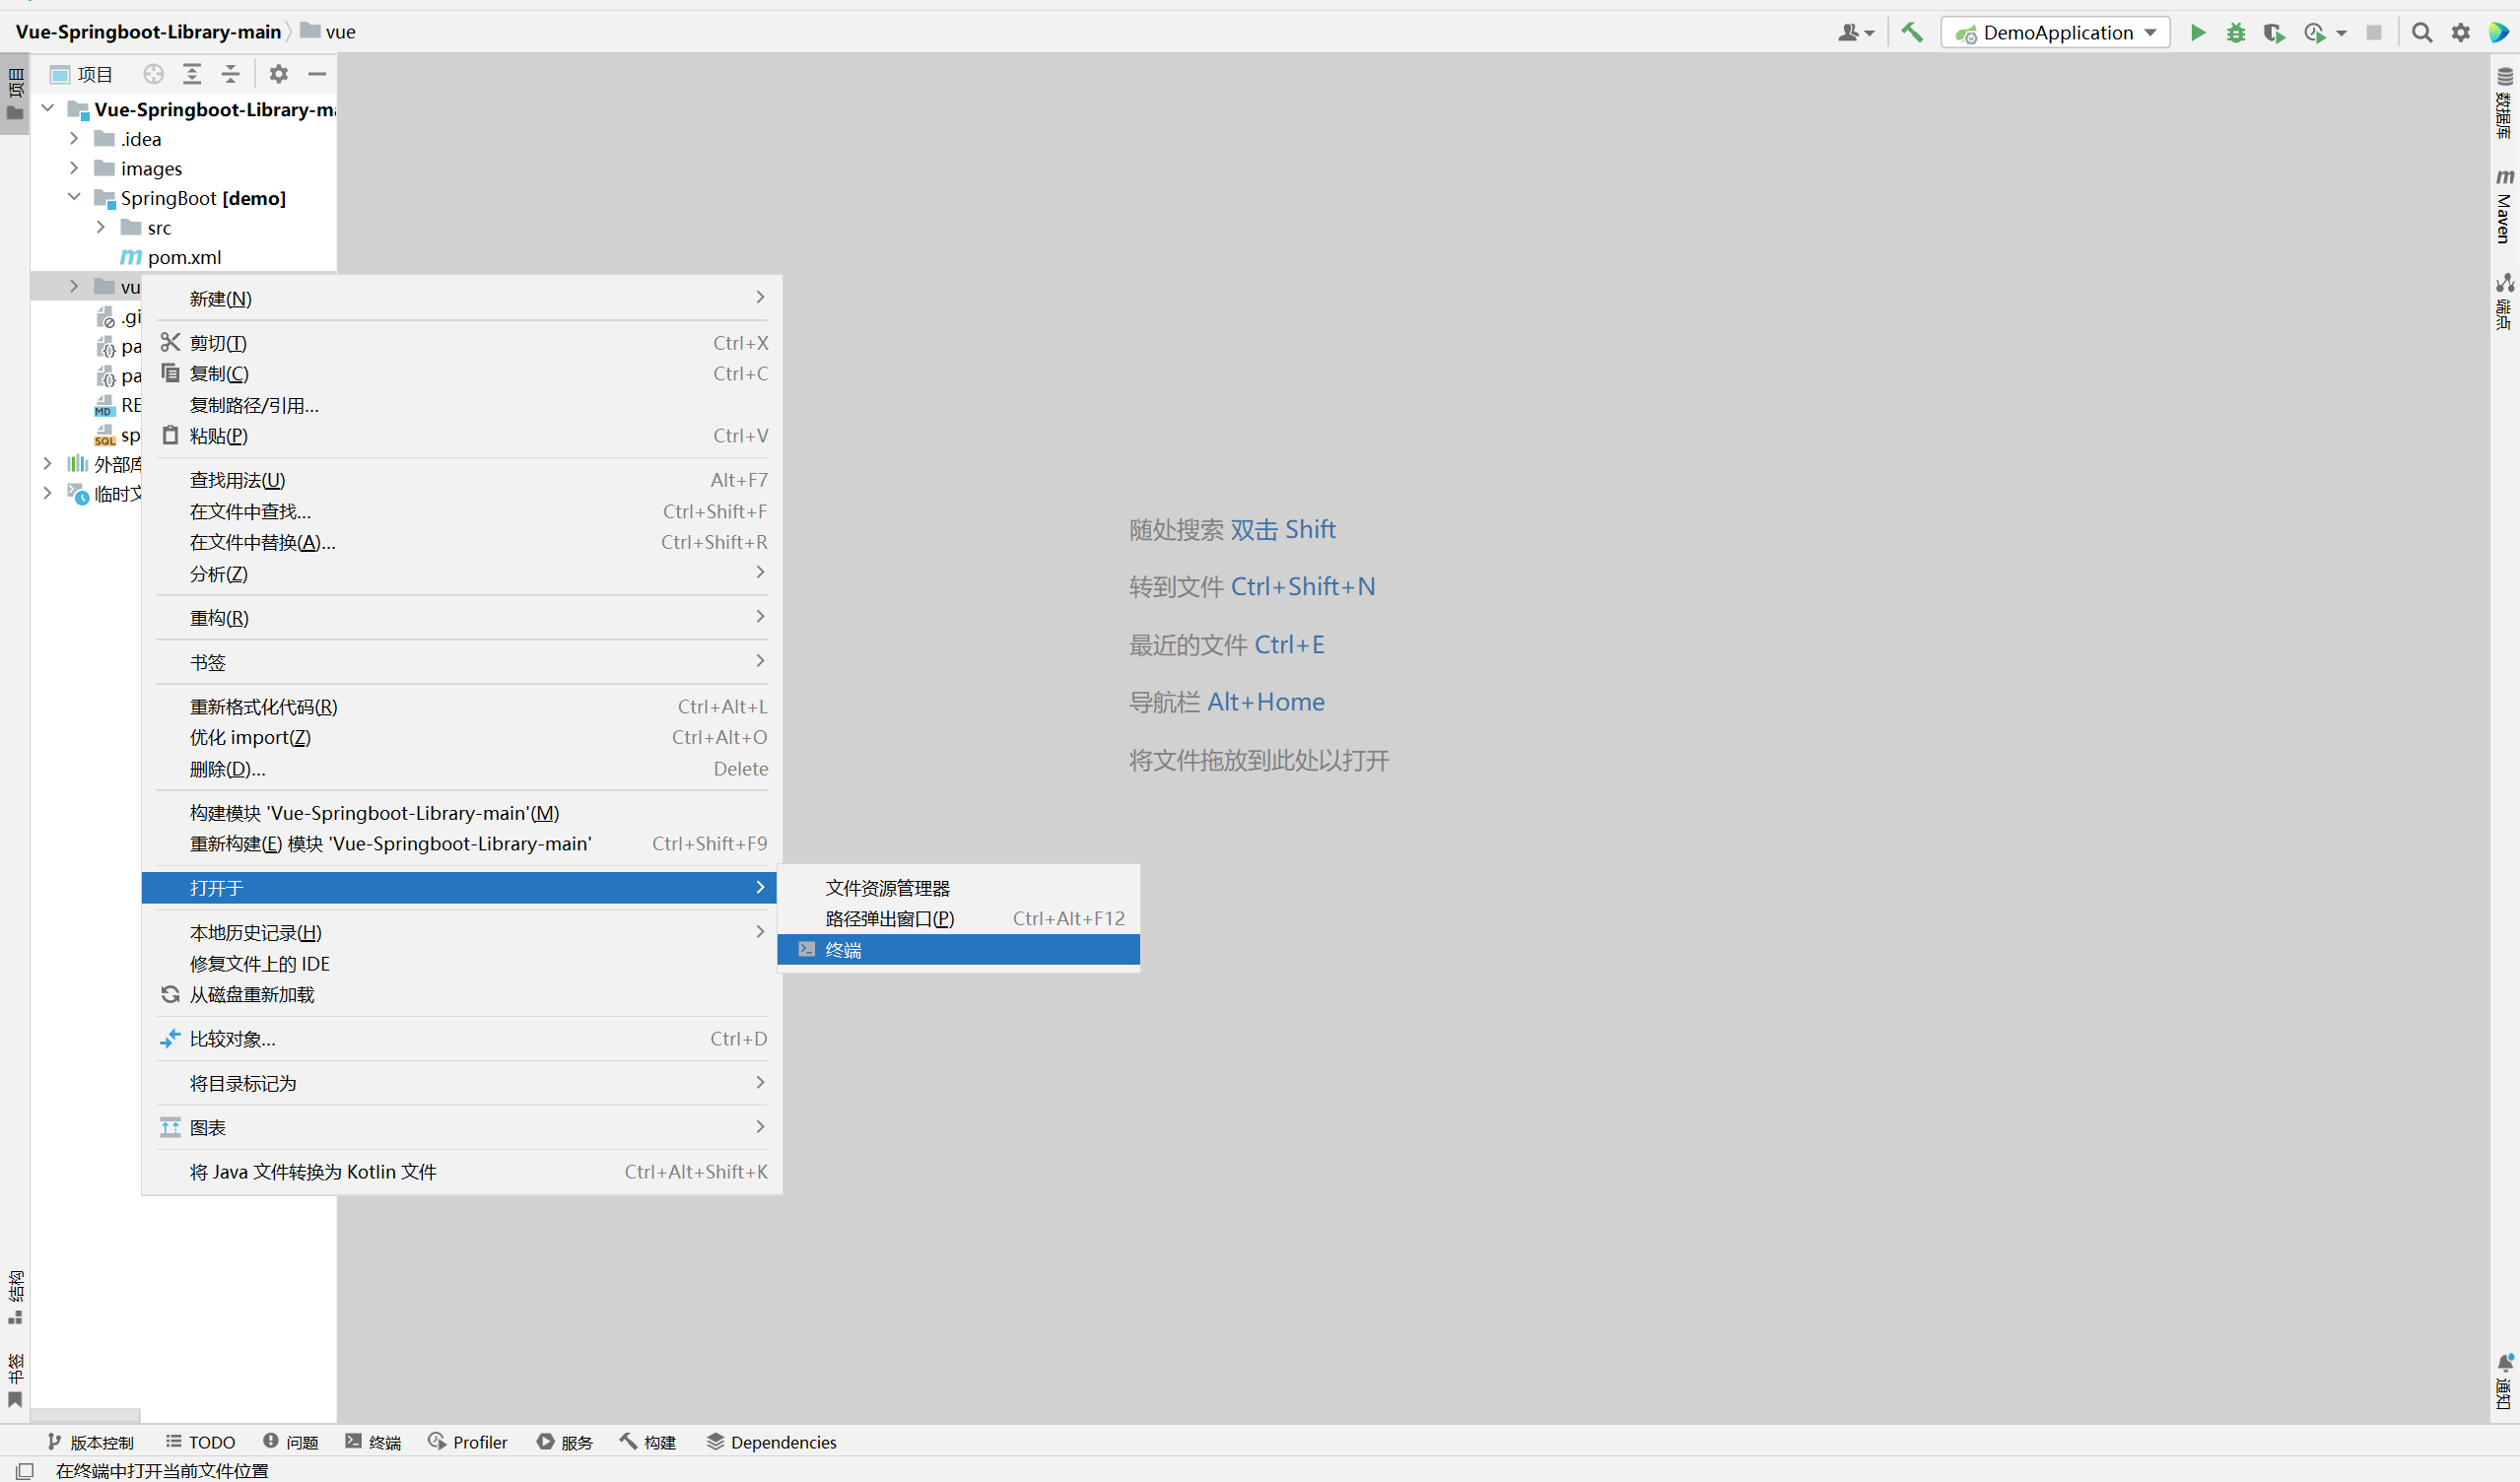 Vue-Springboot-Library-main
vue
DemoApplication
项目
项目
Vue-Springboot-Library-m
.idea
images
SpringBoot [demo]
src
pom.xml
vu
.gi
pa
pa
RE
sp
外部库
临时文
新建(N)
剪切(T) Ctrl+X
复制(C) Ctrl+C
复制路径/引用...
粘贴(P) Ctrl+V
查找用法(U) Alt+F7
在文件中查找... Ctrl+Shift+F
在文件中替换(A)... Ctrl+Shift+R
分析(Z)
重构(R)
书签
重新格式化代码(R) Ctrl+Alt+L
优化 import(Z) Ctrl+Alt+O
删除(D)... Delete
构建模块 'Vue-Springboot-Library-main'(M)
重新构建(E) 模块 'Vue-Springboot-Library-main' Ctrl+Shift+F9
打开于
本地历史记录(H)
修复文件上的 IDE
从磁盘重新加载
比较对象... Ctrl+D
将目录标记为
图表
将 Java 文件转换为 Kotlin 文件 Ctrl+Alt+Shift+K
文件资源管理器
路径弹出窗口(P) Ctrl+Alt+F12
终端
随处搜索 双击 Shift
转到文件 Ctrl+Shift+N
最近的文件 Ctrl+E
导航栏 Alt+Home
将文件拖放到此处以打开
数据库
m Maven
端点
通知
结构
书签
版本控制
TODO
问题
终端
Profiler
服务
构建
Dependencies
在终端中打开当前文件位置